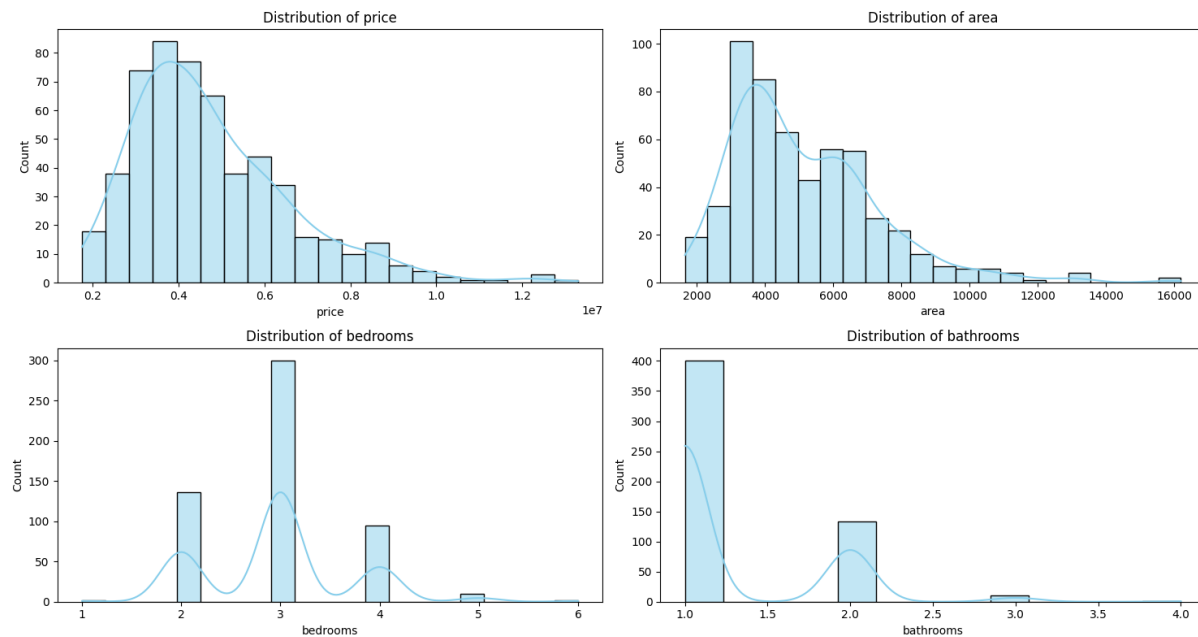 Distribution of price
Count
80
70
60
50
40
30
20
10
0
0.2 0.4 0.6 0.8 1.0 1.2
1e7
price
Distribution of area
Count
100
80
60
40
20
0
2000 4000 6000 8000 10000 12000 14000 16000
area
Distribution of bedrooms
Count
300
250
200
150
100
50
0
1 2 3 4 5 6
bedrooms
Distribution of bathrooms
Count
400
350
300
250
200
150
100
50
0
1.0 1.5 2.0 2.5 3.0 3.5 4.0
bathrooms